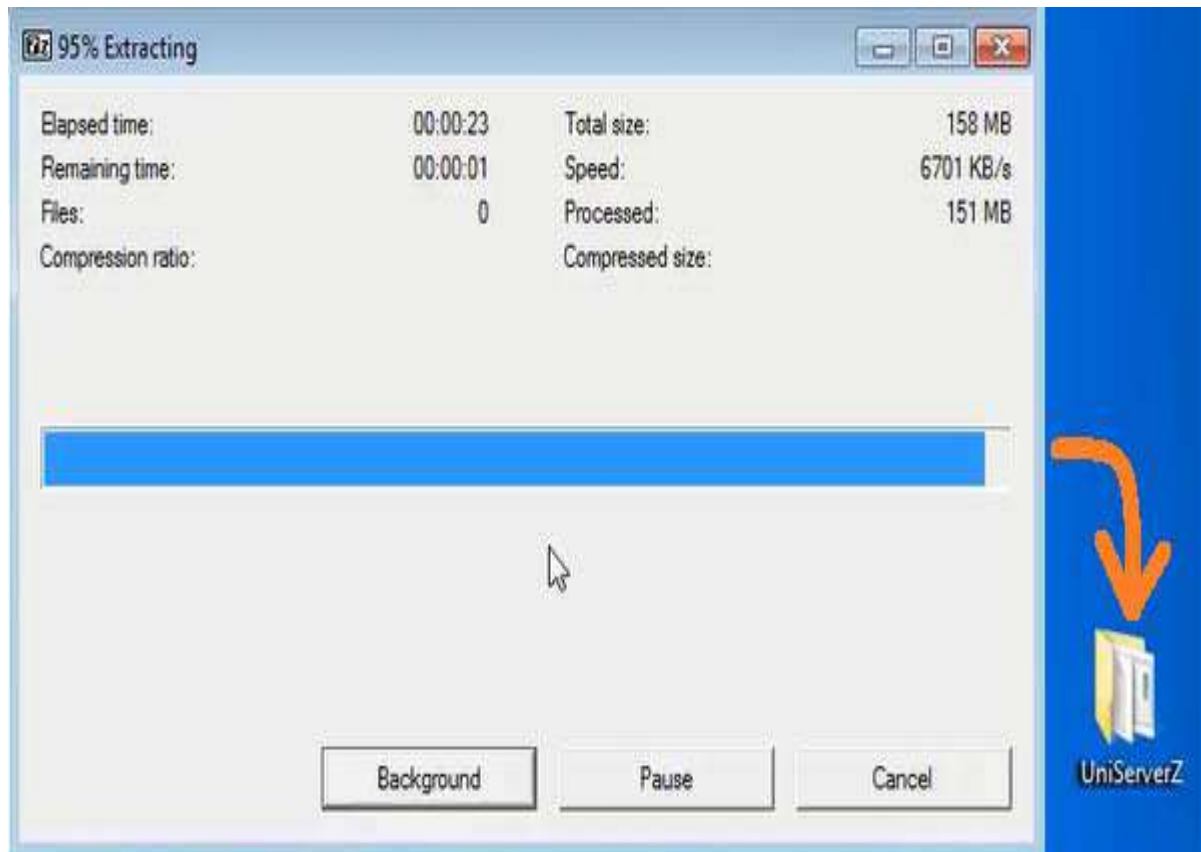 95% Extracting
Elapsed time: 00:00:23 Total size: 158 MB
Remaining time: 00:00:01 Speed: 6701 KB/s
Files: 0 Processed: 151 MB
Compression ratio: Compressed size:
Background Pause Cancel
UniServerZ